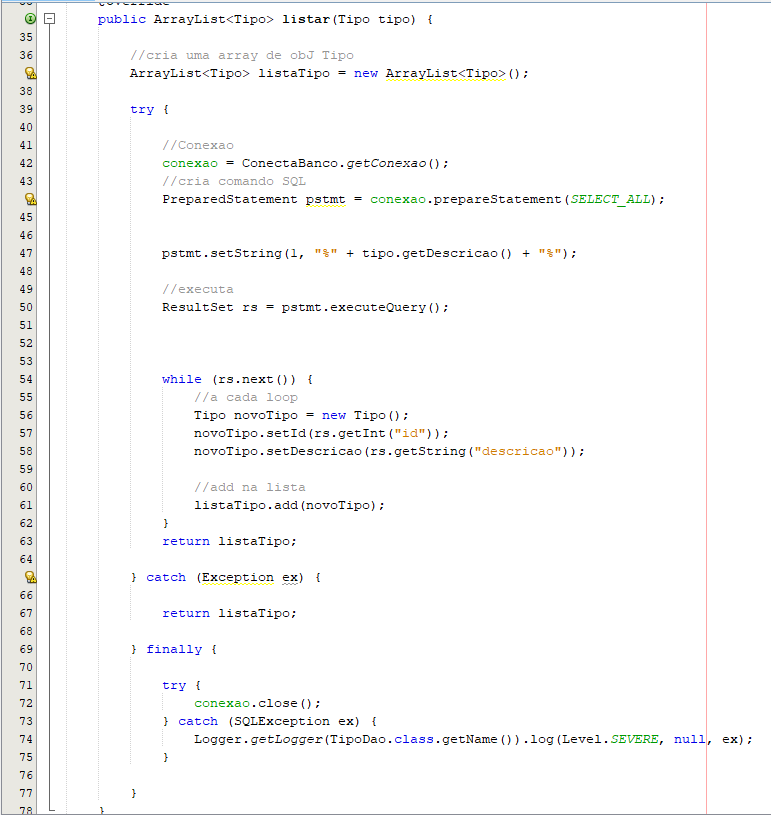 @Override
public ArrayList<Tipo> listar(Tipo tipo) {
35
36 //cria uma array de obJ Tipo
ArrayList<Tipo> listaTipo = new ArrayList<Tipo>();
38
39 try {
40
41 //Conexao
42 conexao = ConectaBanco.getConexao();
43 //cria comando SQL
PreparedStatement pstmt = conexao.prepareStatement(SELECT_ALL);
45
46
47 pstmt.setString(1, "%" + tipo.getDescricao() + "%");
48
49 //executa
50 ResultSet rs = pstmt.executeQuery();
51
52
53
54 while (rs.next()) {
55 //a cada loop
56 Tipo novoTipo = new Tipo();
57 novoTipo.setId(rs.getInt("id"));
58 novoTipo.setDescricao(rs.getString("descricao"));
59
60 //add na lista
61 listaTipo.add(novoTipo);
62 }
63 return listaTipo;
64
} catch (Exception ex) {
66
67 return listaTipo;
68
69 } finally {
70
71 try {
72 conexao.close();
73 } catch (SQLException ex) {
74 Logger.getLogger(TipoDao.class.getName()).log(Level.SEVERE, null, ex);
75 }
76
77 }
78 }